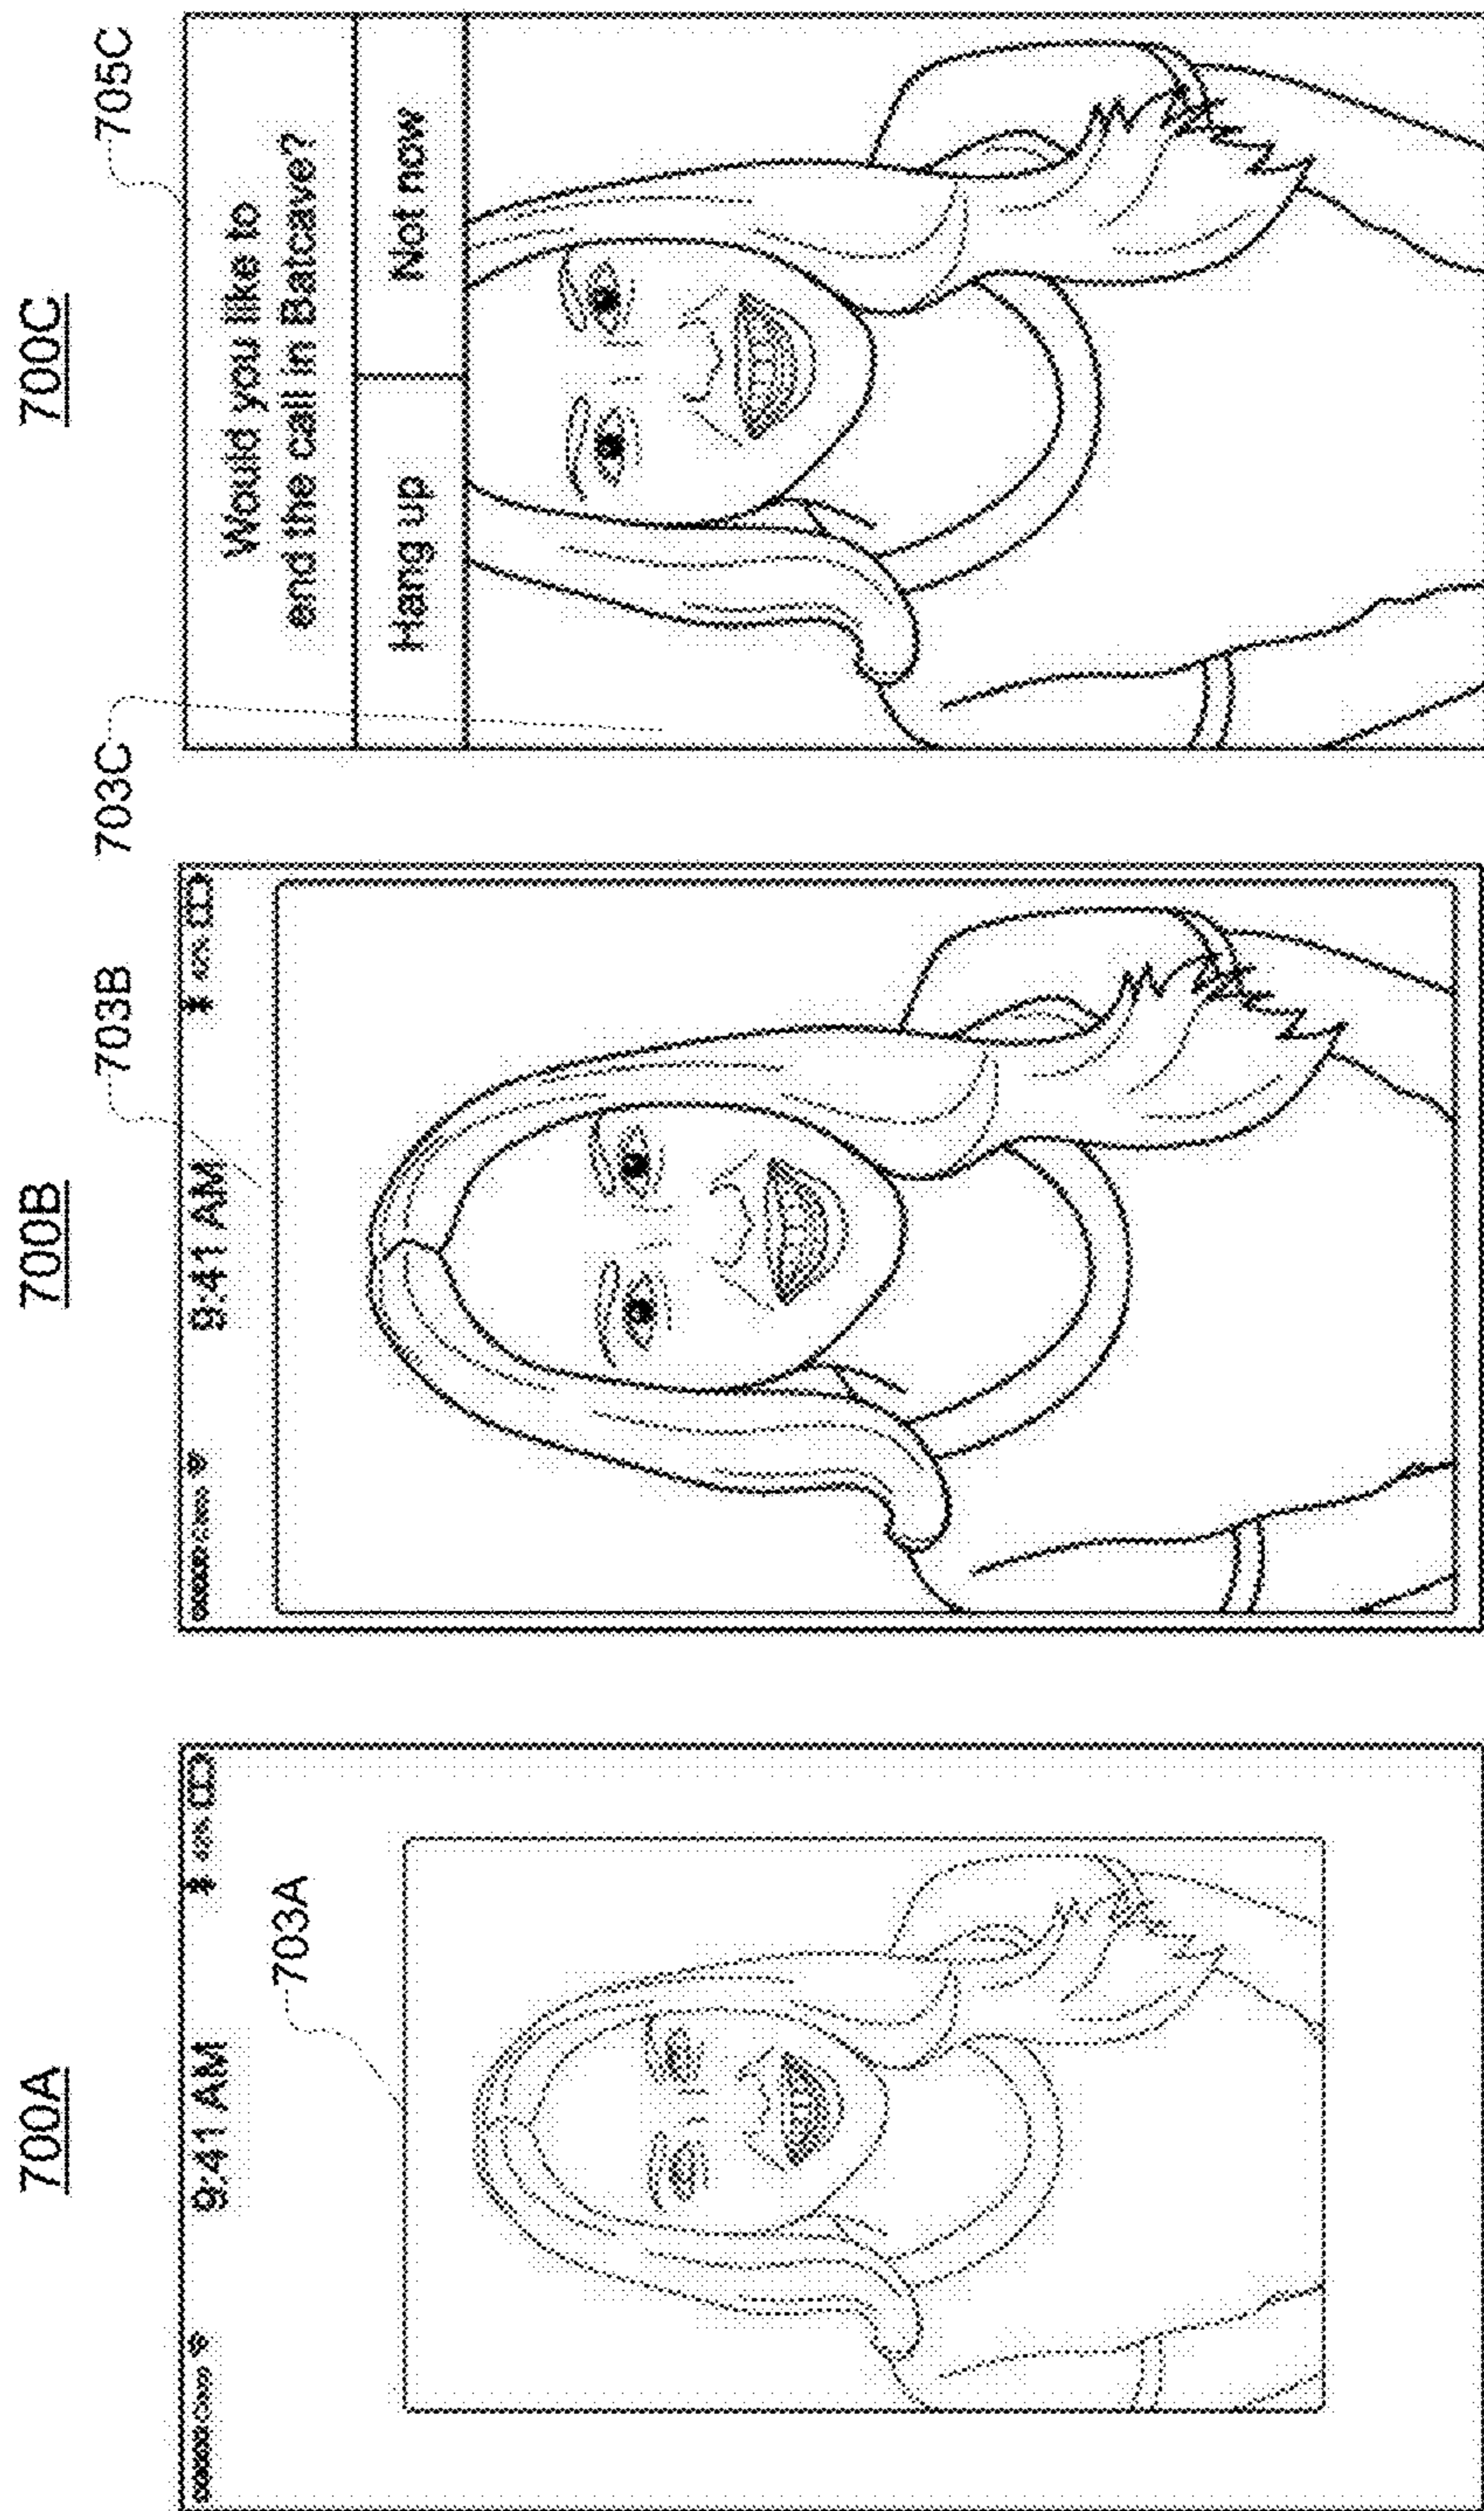 700A
9:41 AM
703A
700B
9:41 AM
703B
700C
703C
705C
Would you like to
end the call in Batcave?
Hang up
Not now